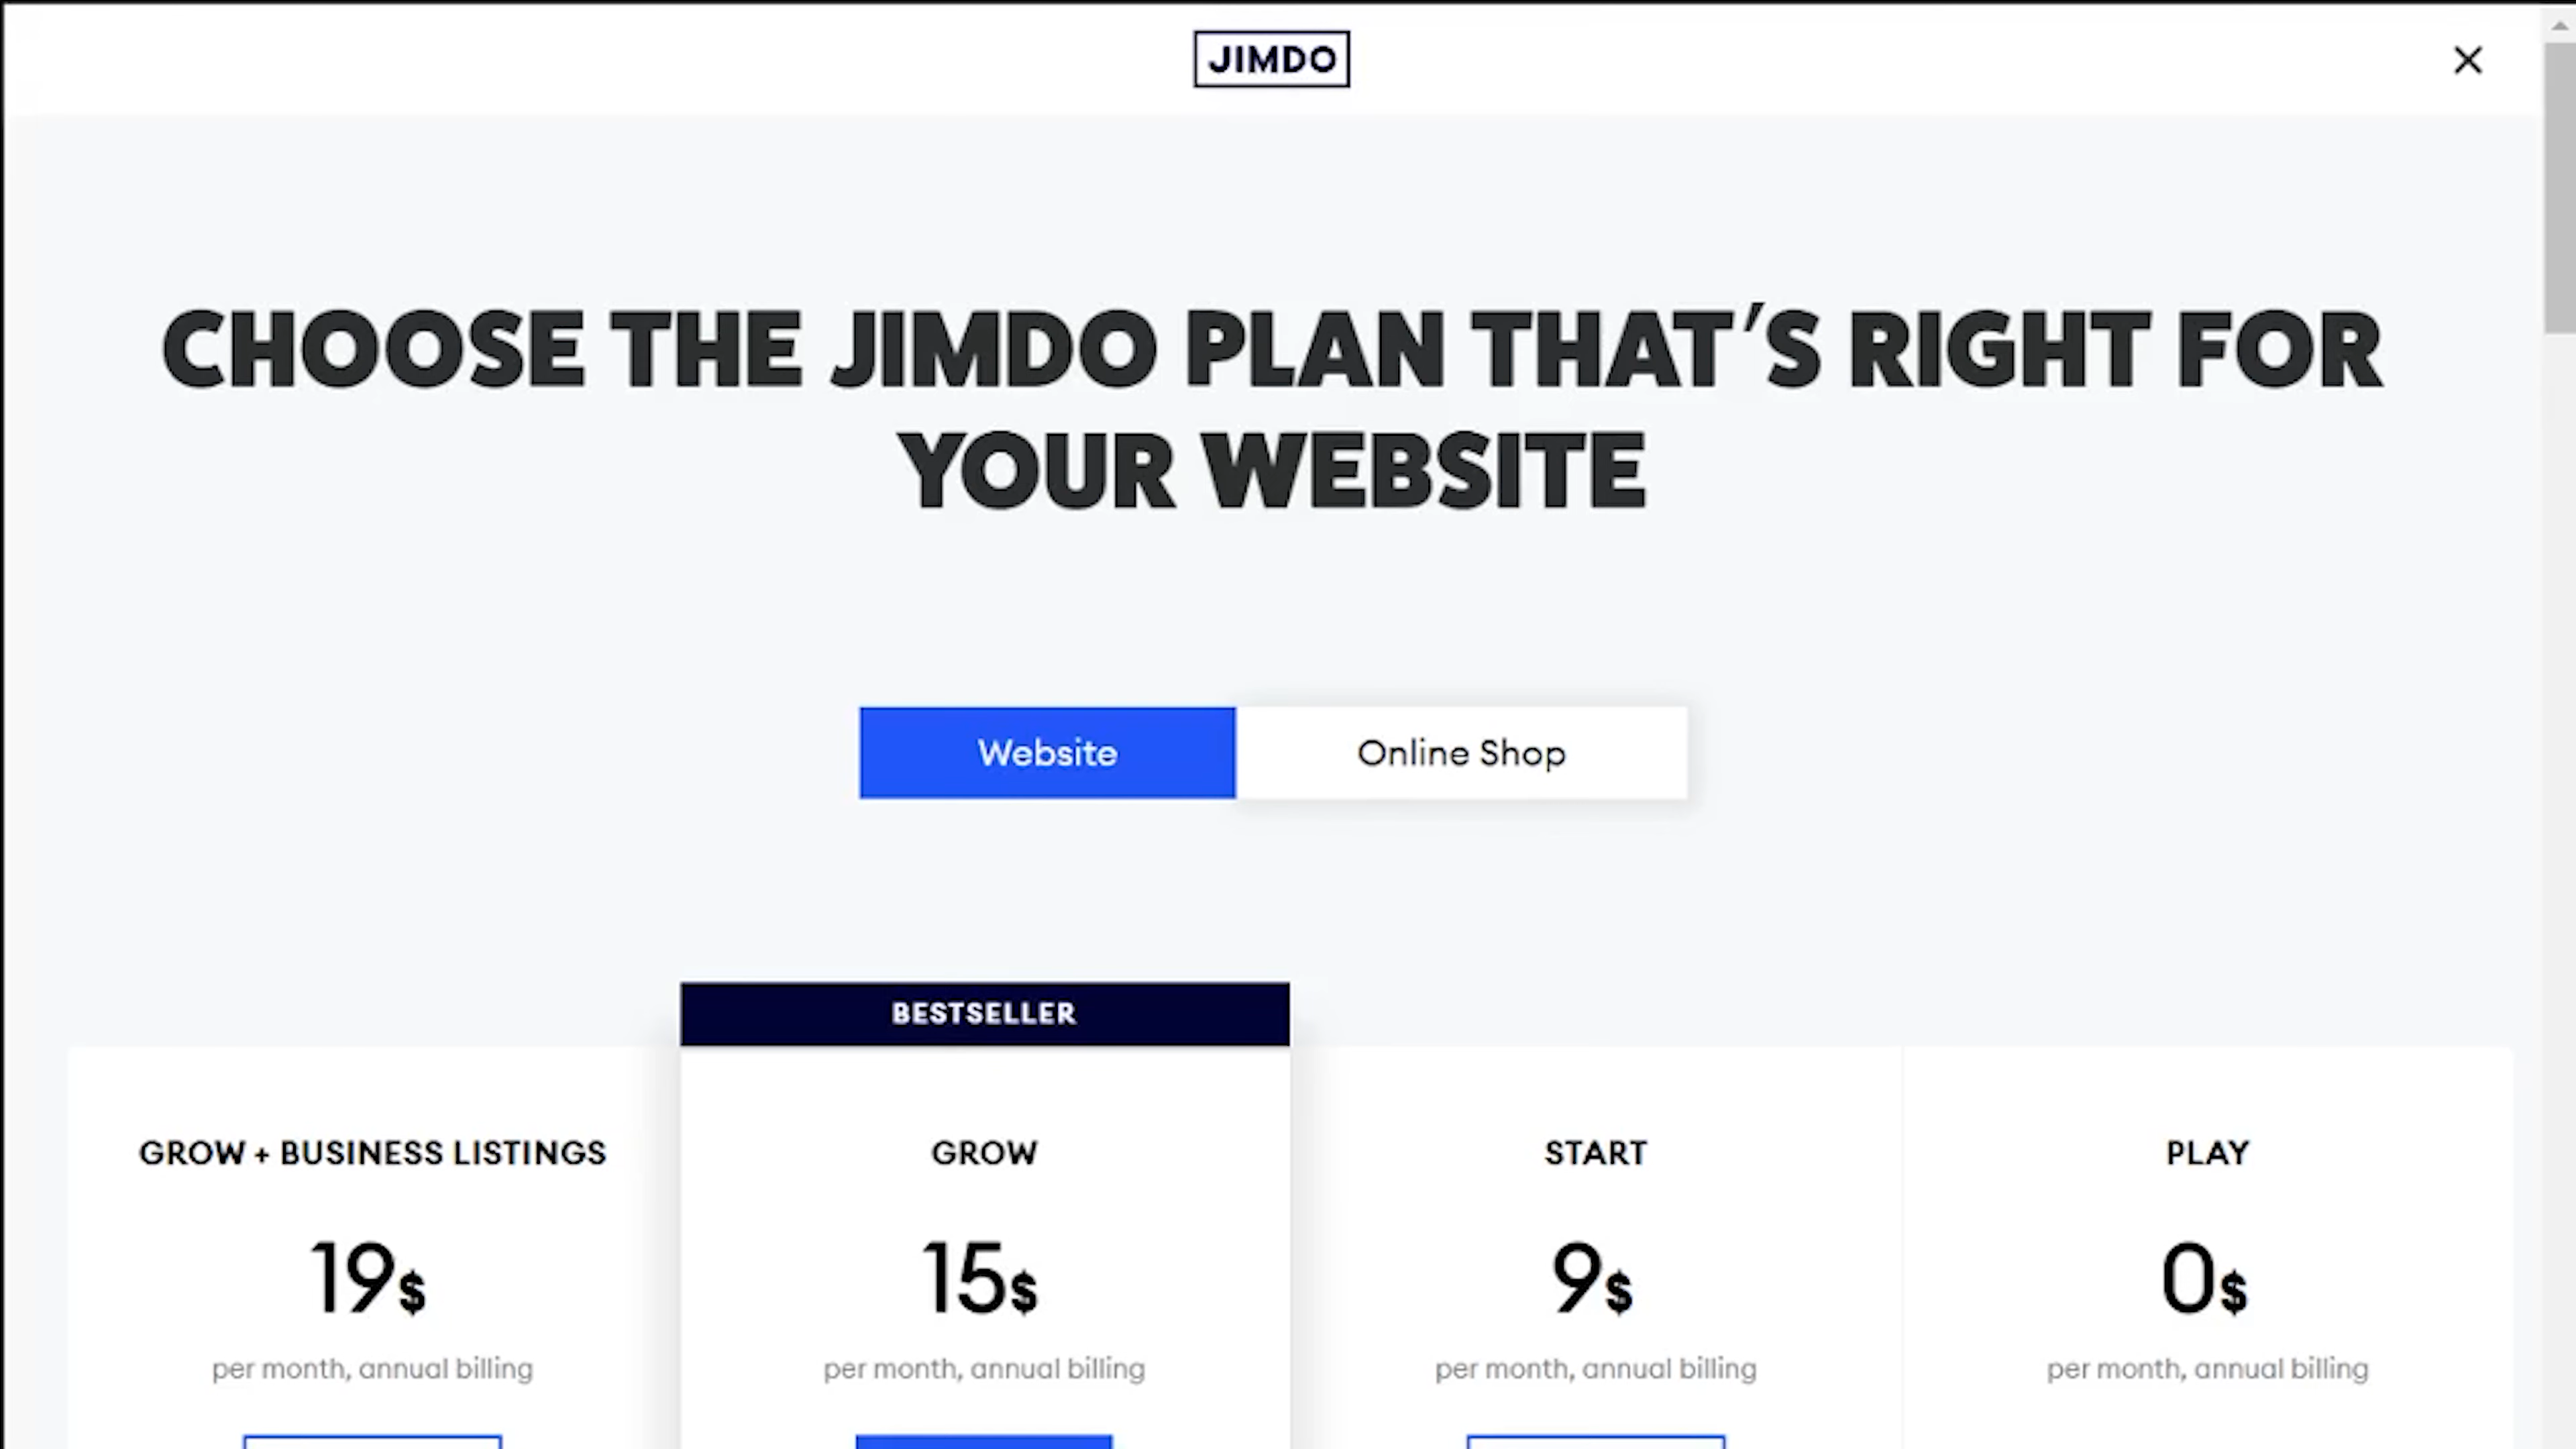 JIMDO
CHOOSE THE JIMDO PLAN THAT'S RIGHT FOR
YOUR WEBSITE
Website
Online Shop
BESTSELLER
GROW + BUSINESS LISTINGS
19$
per month, annual billing
GROW
15$
per month, annual billing
START
9$
per month, annual billing
PLAY
0$
per month, annual billing